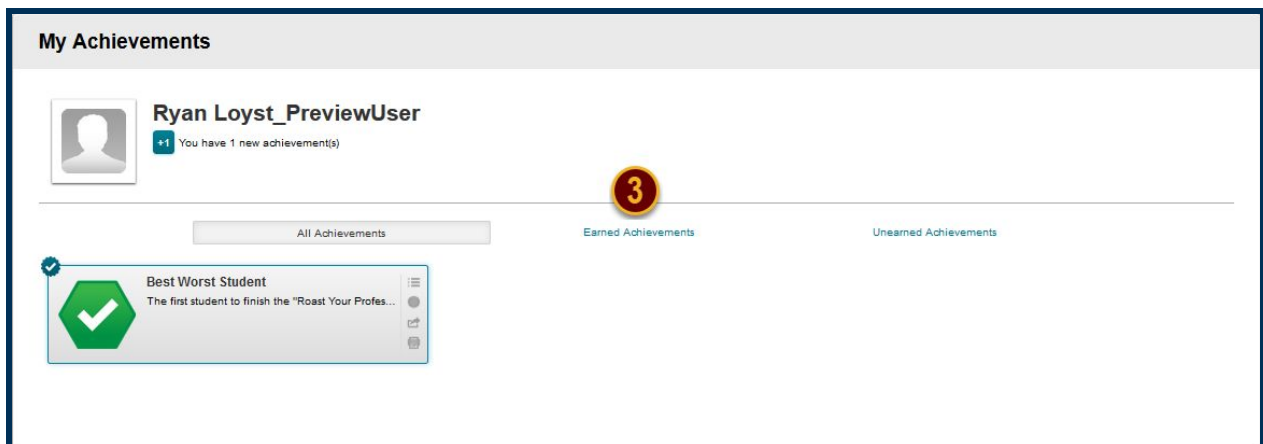 My Achievements
Ryan Loyst_PreviewUser
+1 You have 1 new achievement(s)
3
All Achievements Earned Achievements Unearned Achievements
Best Worst Student
The first student to finish the "Roast Your Profes...